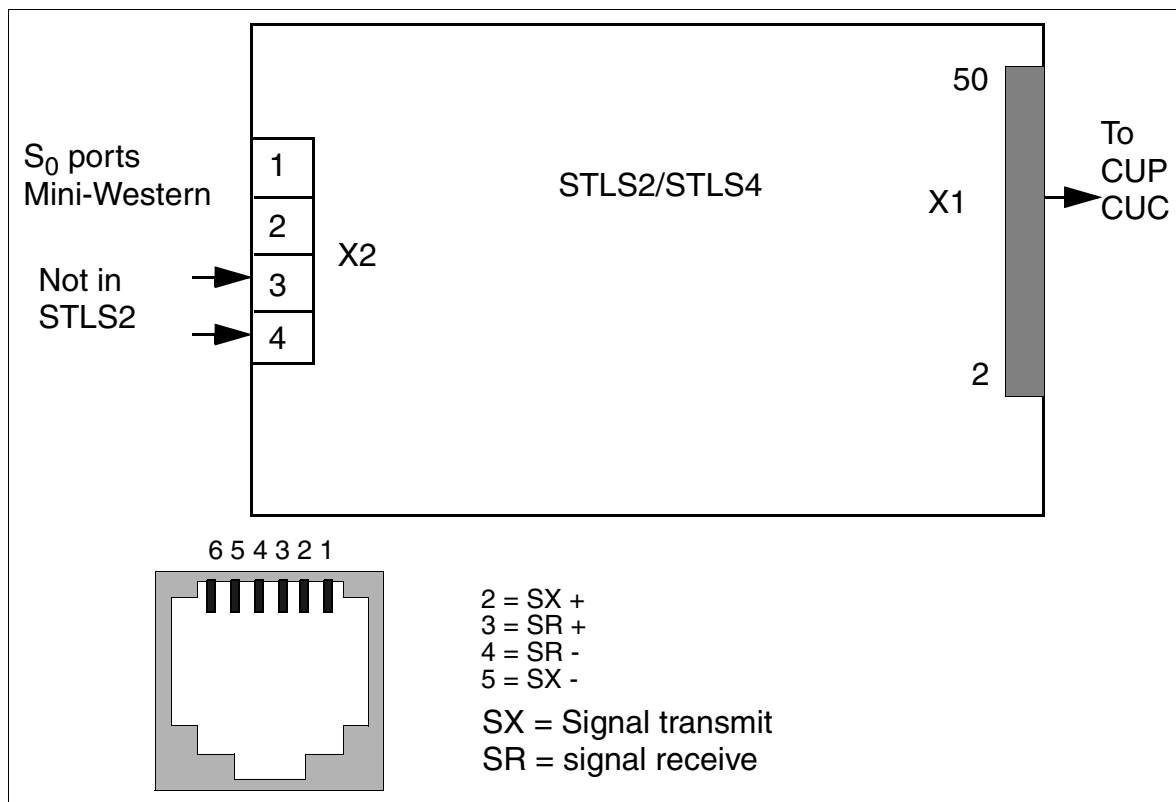 50
S0 ports
Mini-Western
1
2
3
4
X2
Not in
STLS2
STLS2/STLS4
X1
2
To
CUP
CUC
6 5 4 3 2 1
2 = SX +
3 = SR +
4 = SR -
5 = SX -
SX = Signal transmit
SR = signal receive